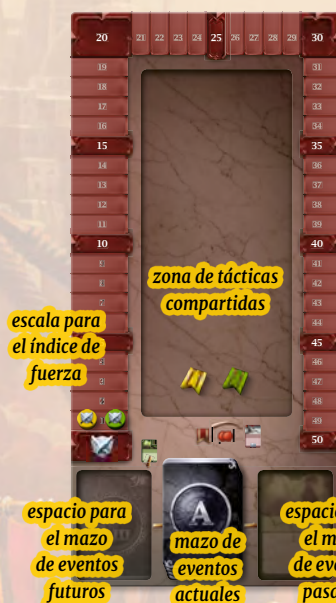 20 21 22 23 24 25 26 27 28 29 30
19 31
18 32
17 33
16 34
15 35
14 36
13 37
12 38
11 39
10 40
41
42
43
zona de tácticas
compartidas
44
escala para
el índice de
fuerza
45
46
47
48
49
50
A
espacio para
el mazo
de eventos
futuros
mazo de
eventos
actuales
espacio